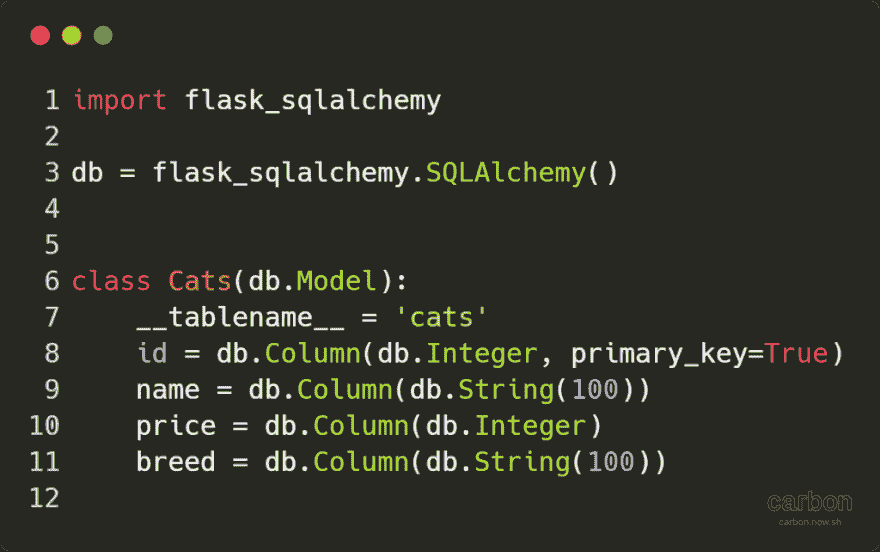 1 import flask_sqlalchemy
2
3 db = flask_sqlalchemy.SQLAlchemy()
4
5
6 class Cats(db.Model):
7     __tablename__ = 'cats'
8     id = db.Column(db.Integer, primary_key=True)
9     name = db.Column(db.String(100))
10     price = db.Column(db.Integer)
11     breed = db.Column(db.String(100))
12
carbon
carbon.now.sh